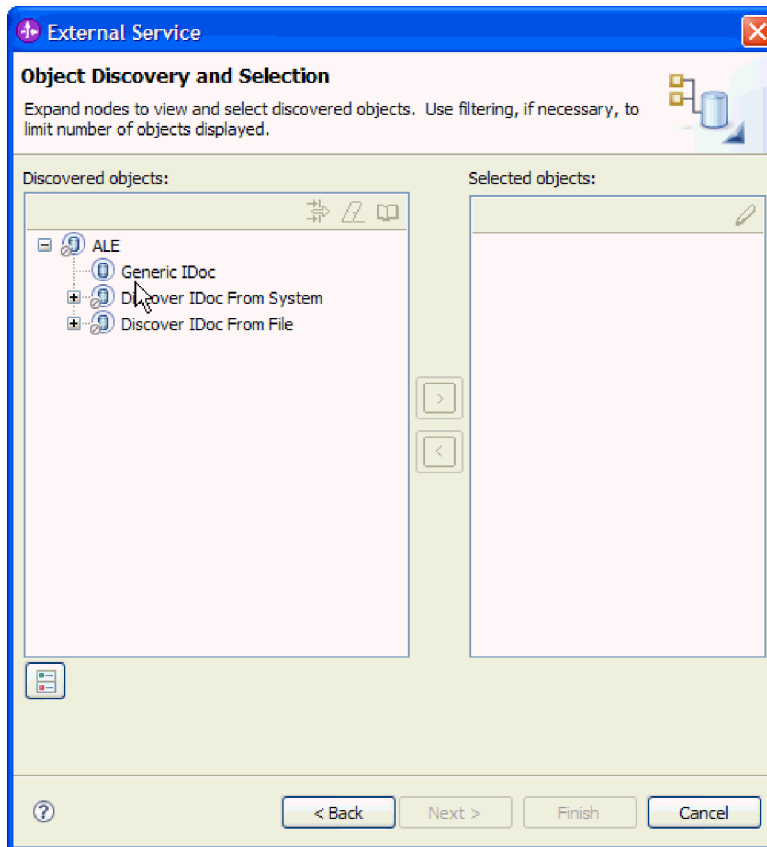 External Service
Object Discovery and Selection
Expand nodes to view and select discovered objects. Use filtering, if necessary, to
limit number of objects displayed.
Discovered objects:
Selected objects:
ALE
Generic IDoc
Discover IDoc From System
Discover IDoc From File
>
<
?
< Back
Next >
Finish
Cancel